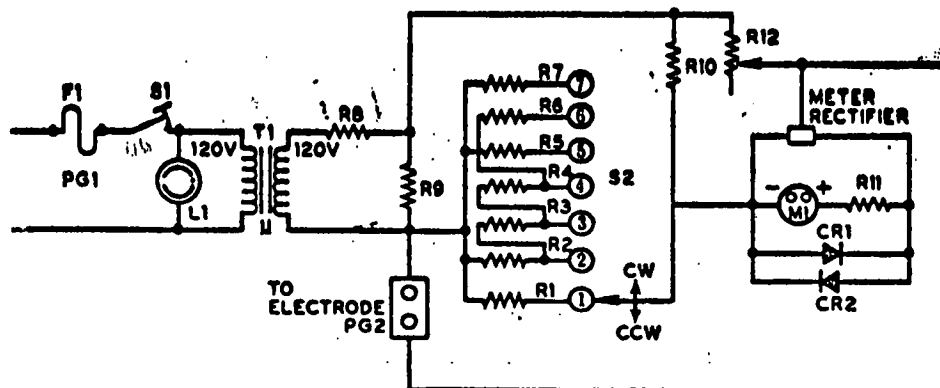 F1
S1
PG1
L1
T1
120V
120V
R8
R9
TO
ELECTRODE
PG2
R7
7
R6
6
R5
5
R4
4
S2
R3
3
R2
2
R1
1
CW
CCW
R10
R12
METER
RECTIFIER
-
+
M1
R11
CR1
CR2